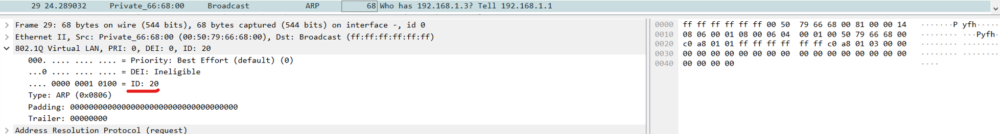 29 24.289032 Private_66:68:00 Broadcast ARP 68 Who has 192.168.1.3? Tell 192.168.1.1
Frame 29: 68 bytes on wire (544 bits), 68 bytes captured (544 bits) on interface -, id 0
Ethernet II, Src: Private_66:68:00 (00:50:79:66:68:00), Dst: Broadcast (ff:ff:ff:ff:ff:ff)
802.1Q Virtual LAN, PRI: 0, DEI: 0, ID: 20
000. .... .... .... = Priority: Best Effort (default) (0)
...0 .... .... .... = DEI: Ineligible
.... 0000 0001 0100 = ID: 20
Type: ARP (0x0806)
Padding: 000000000000000000000000000000000000
Trailer: 00000000
Address Resolution Protocol (request)
0000 ff ff ff ff ff ff 00 50 79 66 68 00 81 00 00 14 ·······P yfh·····
0010 08 06 00 01 08 00 06 04 00 01 00 50 79 66 68 00 ········ ···Pyfh·
0020 c0 a8 01 01 ff ff ff ff ff ff c0 a8 01 03 00 00 ········ ········
0030 00 00 00 00 00 00 00 00 00 00 00 00 00 00 00 00 ········ ········
0040 00 00 00 00 ····